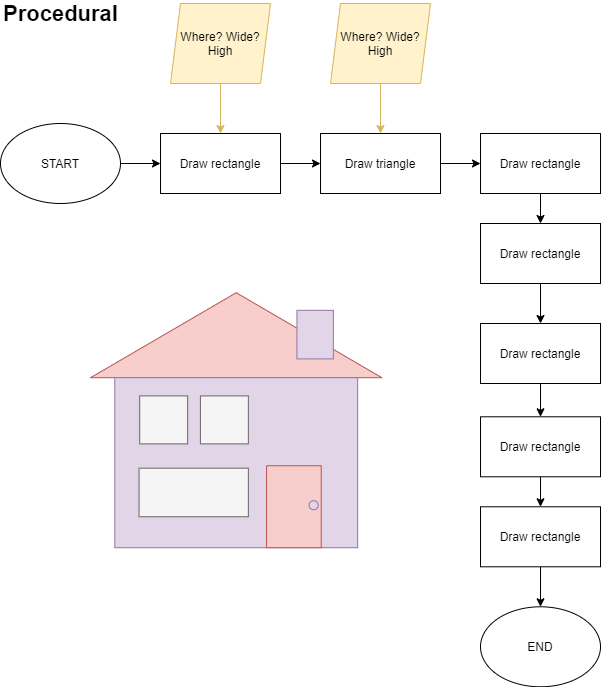 Procedural
Where? Wide?
High
Where? Wide?
High
START
Draw rectangle
Draw triangle
Draw rectangle
Draw rectangle
Draw rectangle
Draw rectangle
Draw rectangle
END